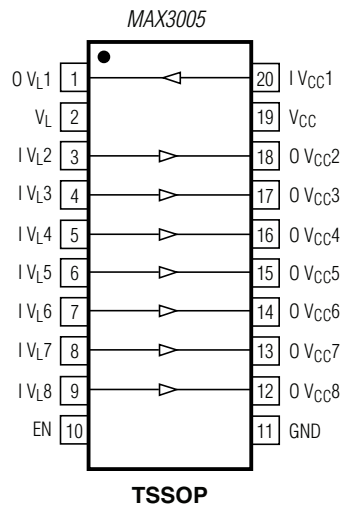 MAX3005
O VL1 1 20 I VCC1
VL 2 19 VCC
I VL2 3 18 O VCC2
I VL3 4 17 O VCC3
I VL4 5 16 O VCC4
I VL5 6 15 O VCC5
I VL6 7 14 O VCC6
I VL7 8 13 O VCC7
I VL8 9 12 O VCC8
EN 10 11 GND
TSSOP